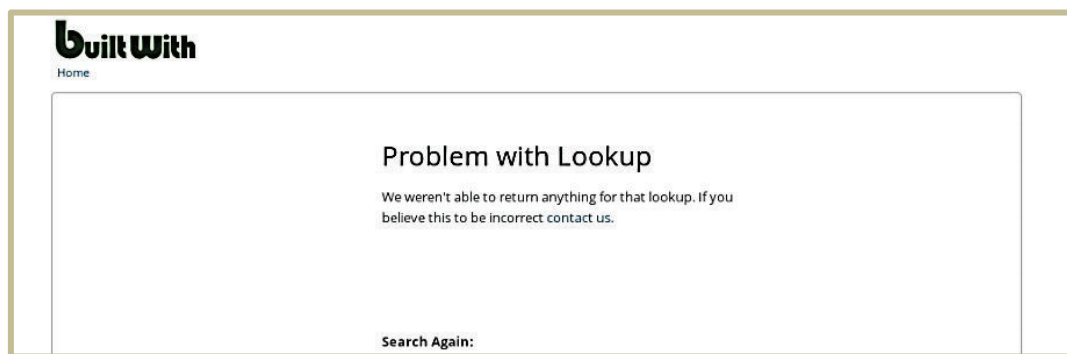 builtwith
Home
Problem with Lookup
We weren't able to return anything for that lookup. If you
believe this to be incorrect contact us.
Search Again: